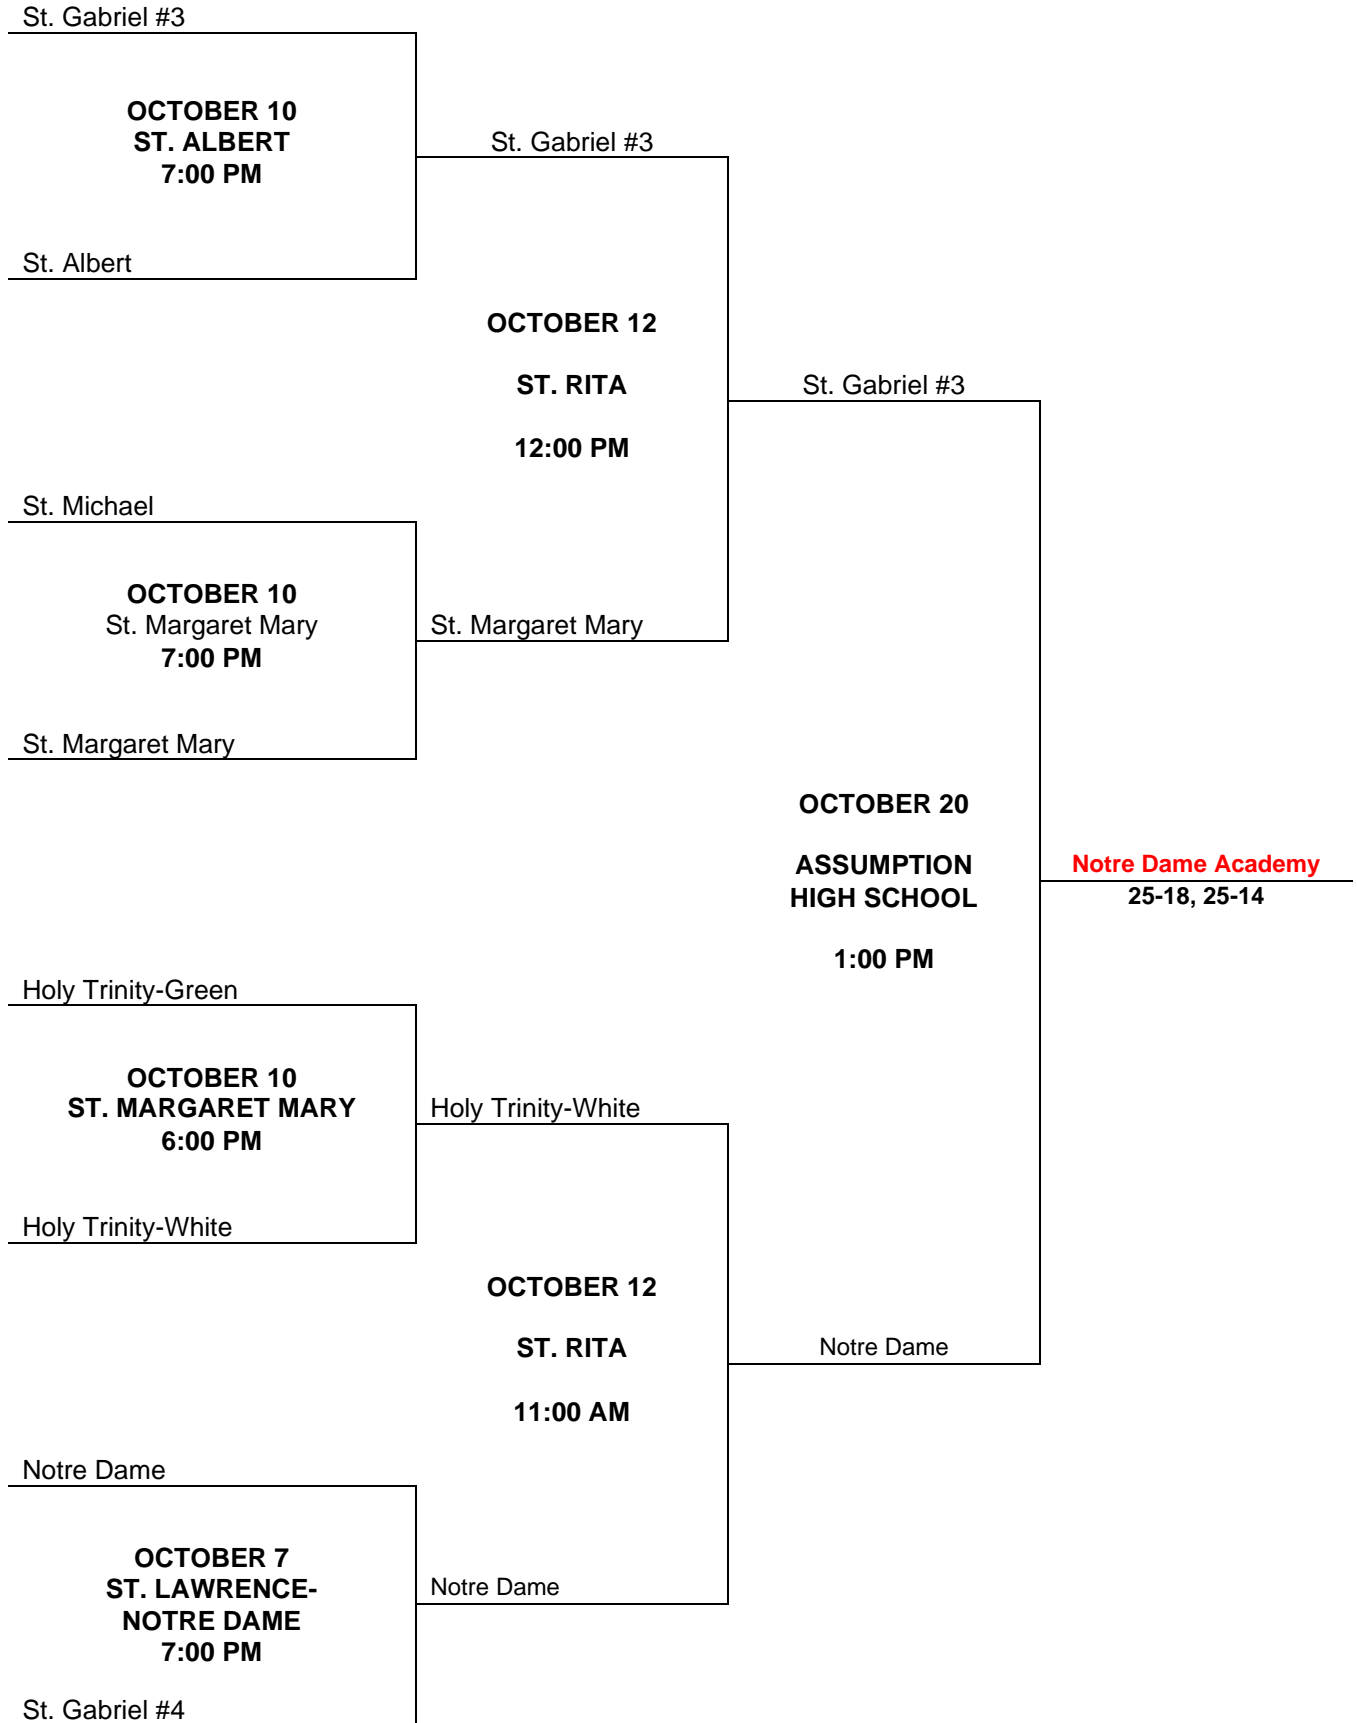 St. Gabriel #3
OCTOBER 10
ST. ALBERT
7:00 PM
St. Gabriel #3
St. Albert
OCTOBER 12
ST. RITA
12:00 PM
St. Gabriel #3
St. Michael
OCTOBER 10
St. Margaret Mary
7:00 PM
St. Margaret Mary
St. Margaret Mary
OCTOBER 20
ASSUMPTION
HIGH SCHOOL
1:00 PM
Notre Dame Academy
25-18, 25-14
Holy Trinity-Green
OCTOBER 10
ST. MARGARET MARY
6:00 PM
Holy Trinity-White
Holy Trinity-White
OCTOBER 12
ST. RITA
11:00 AM
Notre Dame
Notre Dame
OCTOBER 7
ST. LAWRENCE-
NOTRE DAME
7:00 PM
Notre Dame
St. Gabriel #4